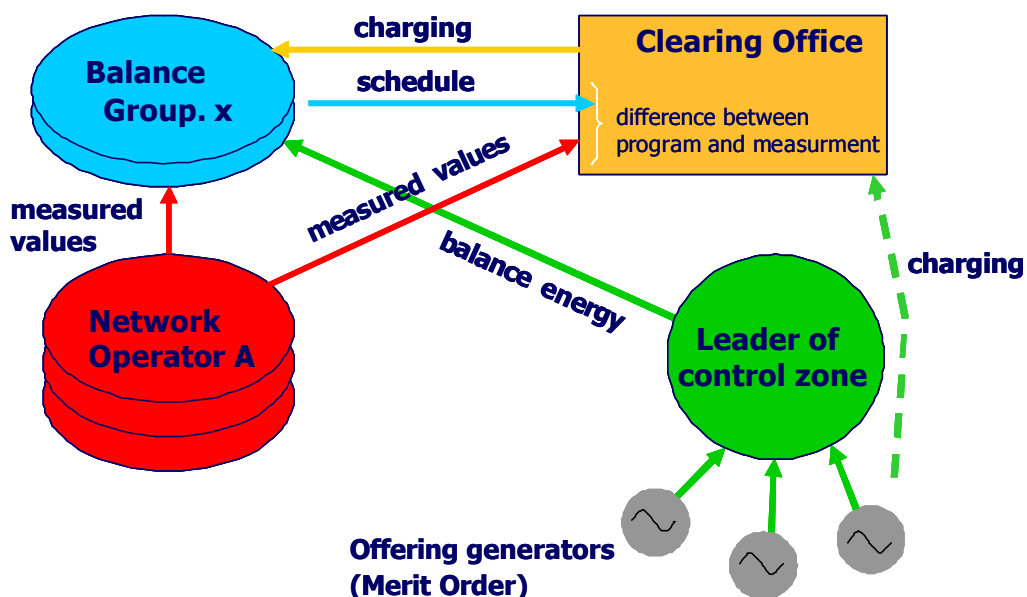 charging
Clearing Office
Balance
Group. x
schedule
difference between
program and measurment
measured values
measured
values
balance energy
charging
Network
Operator A
Leader of
control zone
Offering generators
(Merit Order)